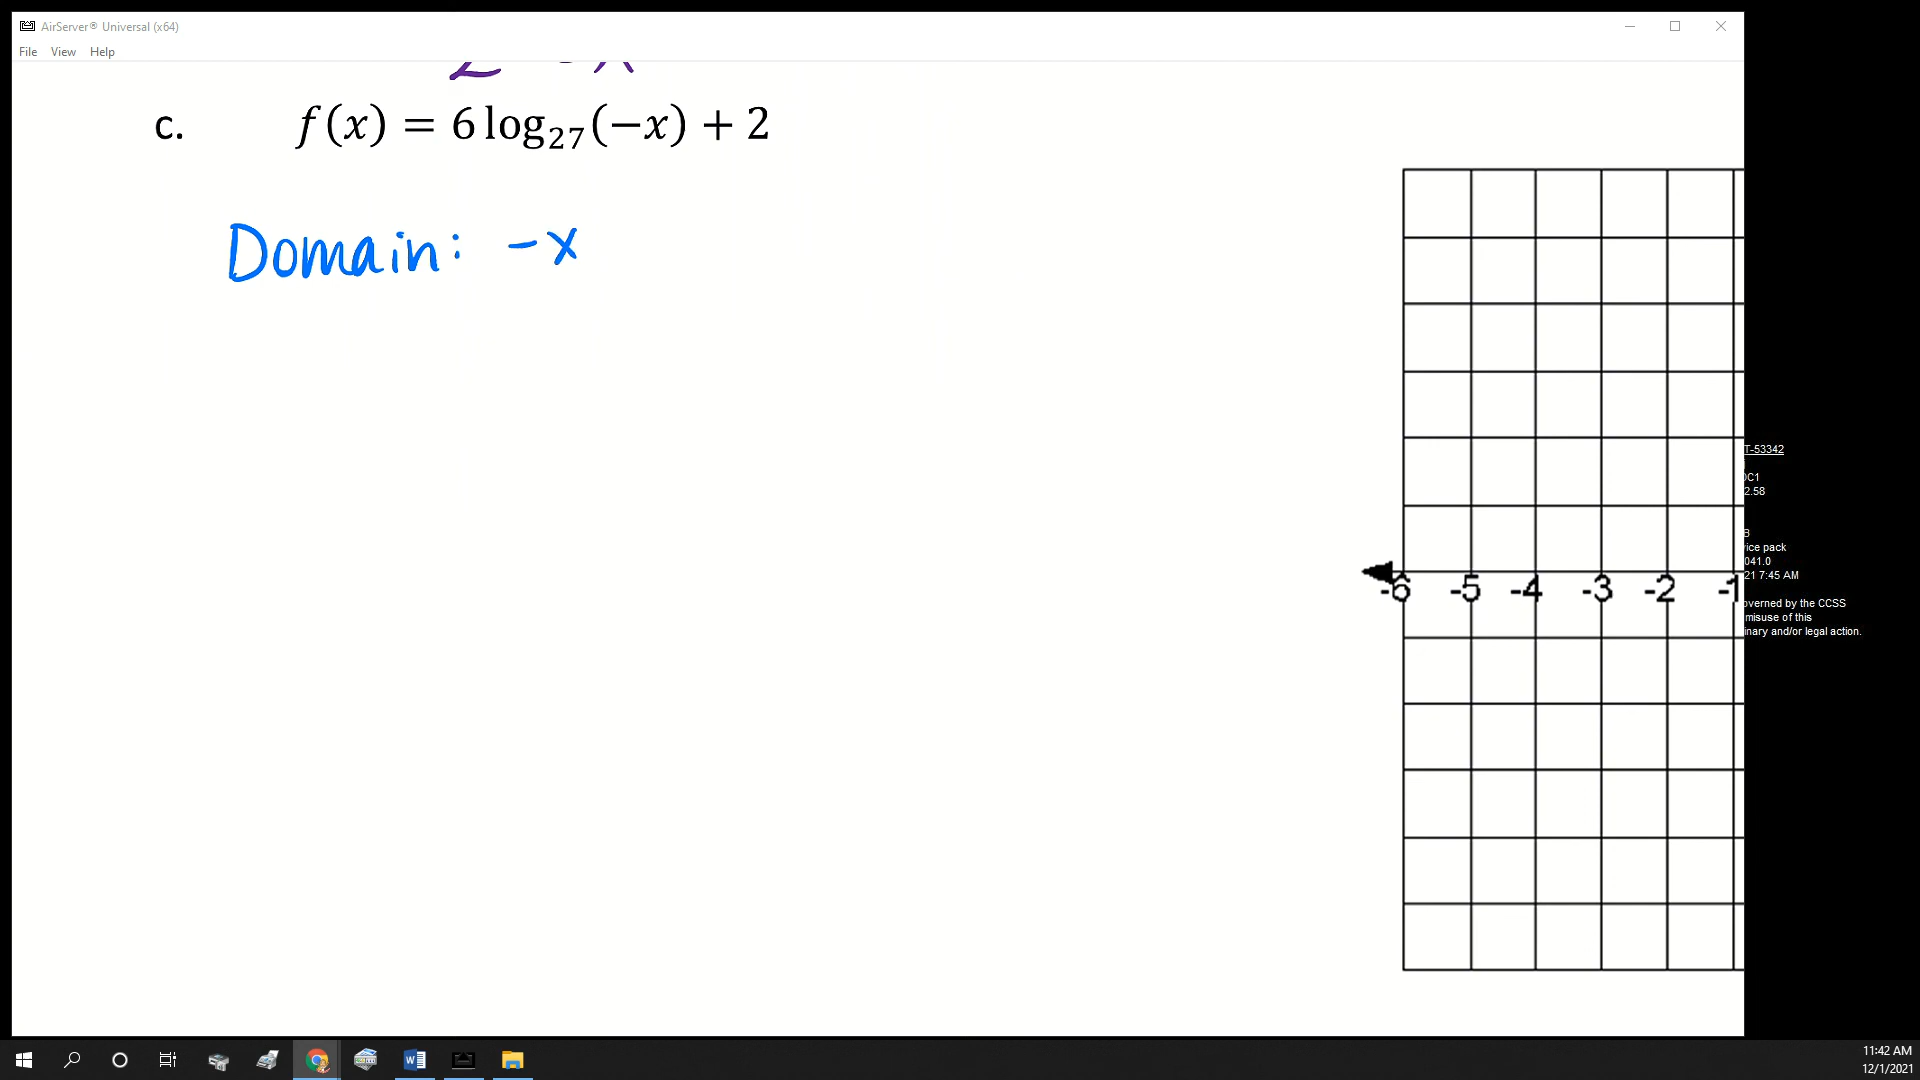 AirServer® Universal (x64)
File View Help
c. f(x) = 6 log₂₇(−x) + 2
Domain: -x
-6 -5 -4 -3 -2 -1
T-53342
2.58
vice pack
041.0
21 7:45 AM
overned by the CCSS
misuse of this
inary and/or legal action.
11:42 AM
12/1/2021